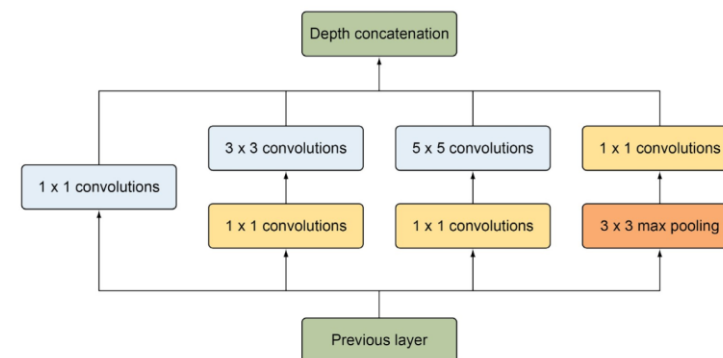 Depth concatenation
3 x 3 convolutions
5 x 5 convolutions
1 x 1 convolutions
1 x 1 convolutions
1 x 1 convolutions
1 x 1 convolutions
3 x 3 max pooling
Previous layer